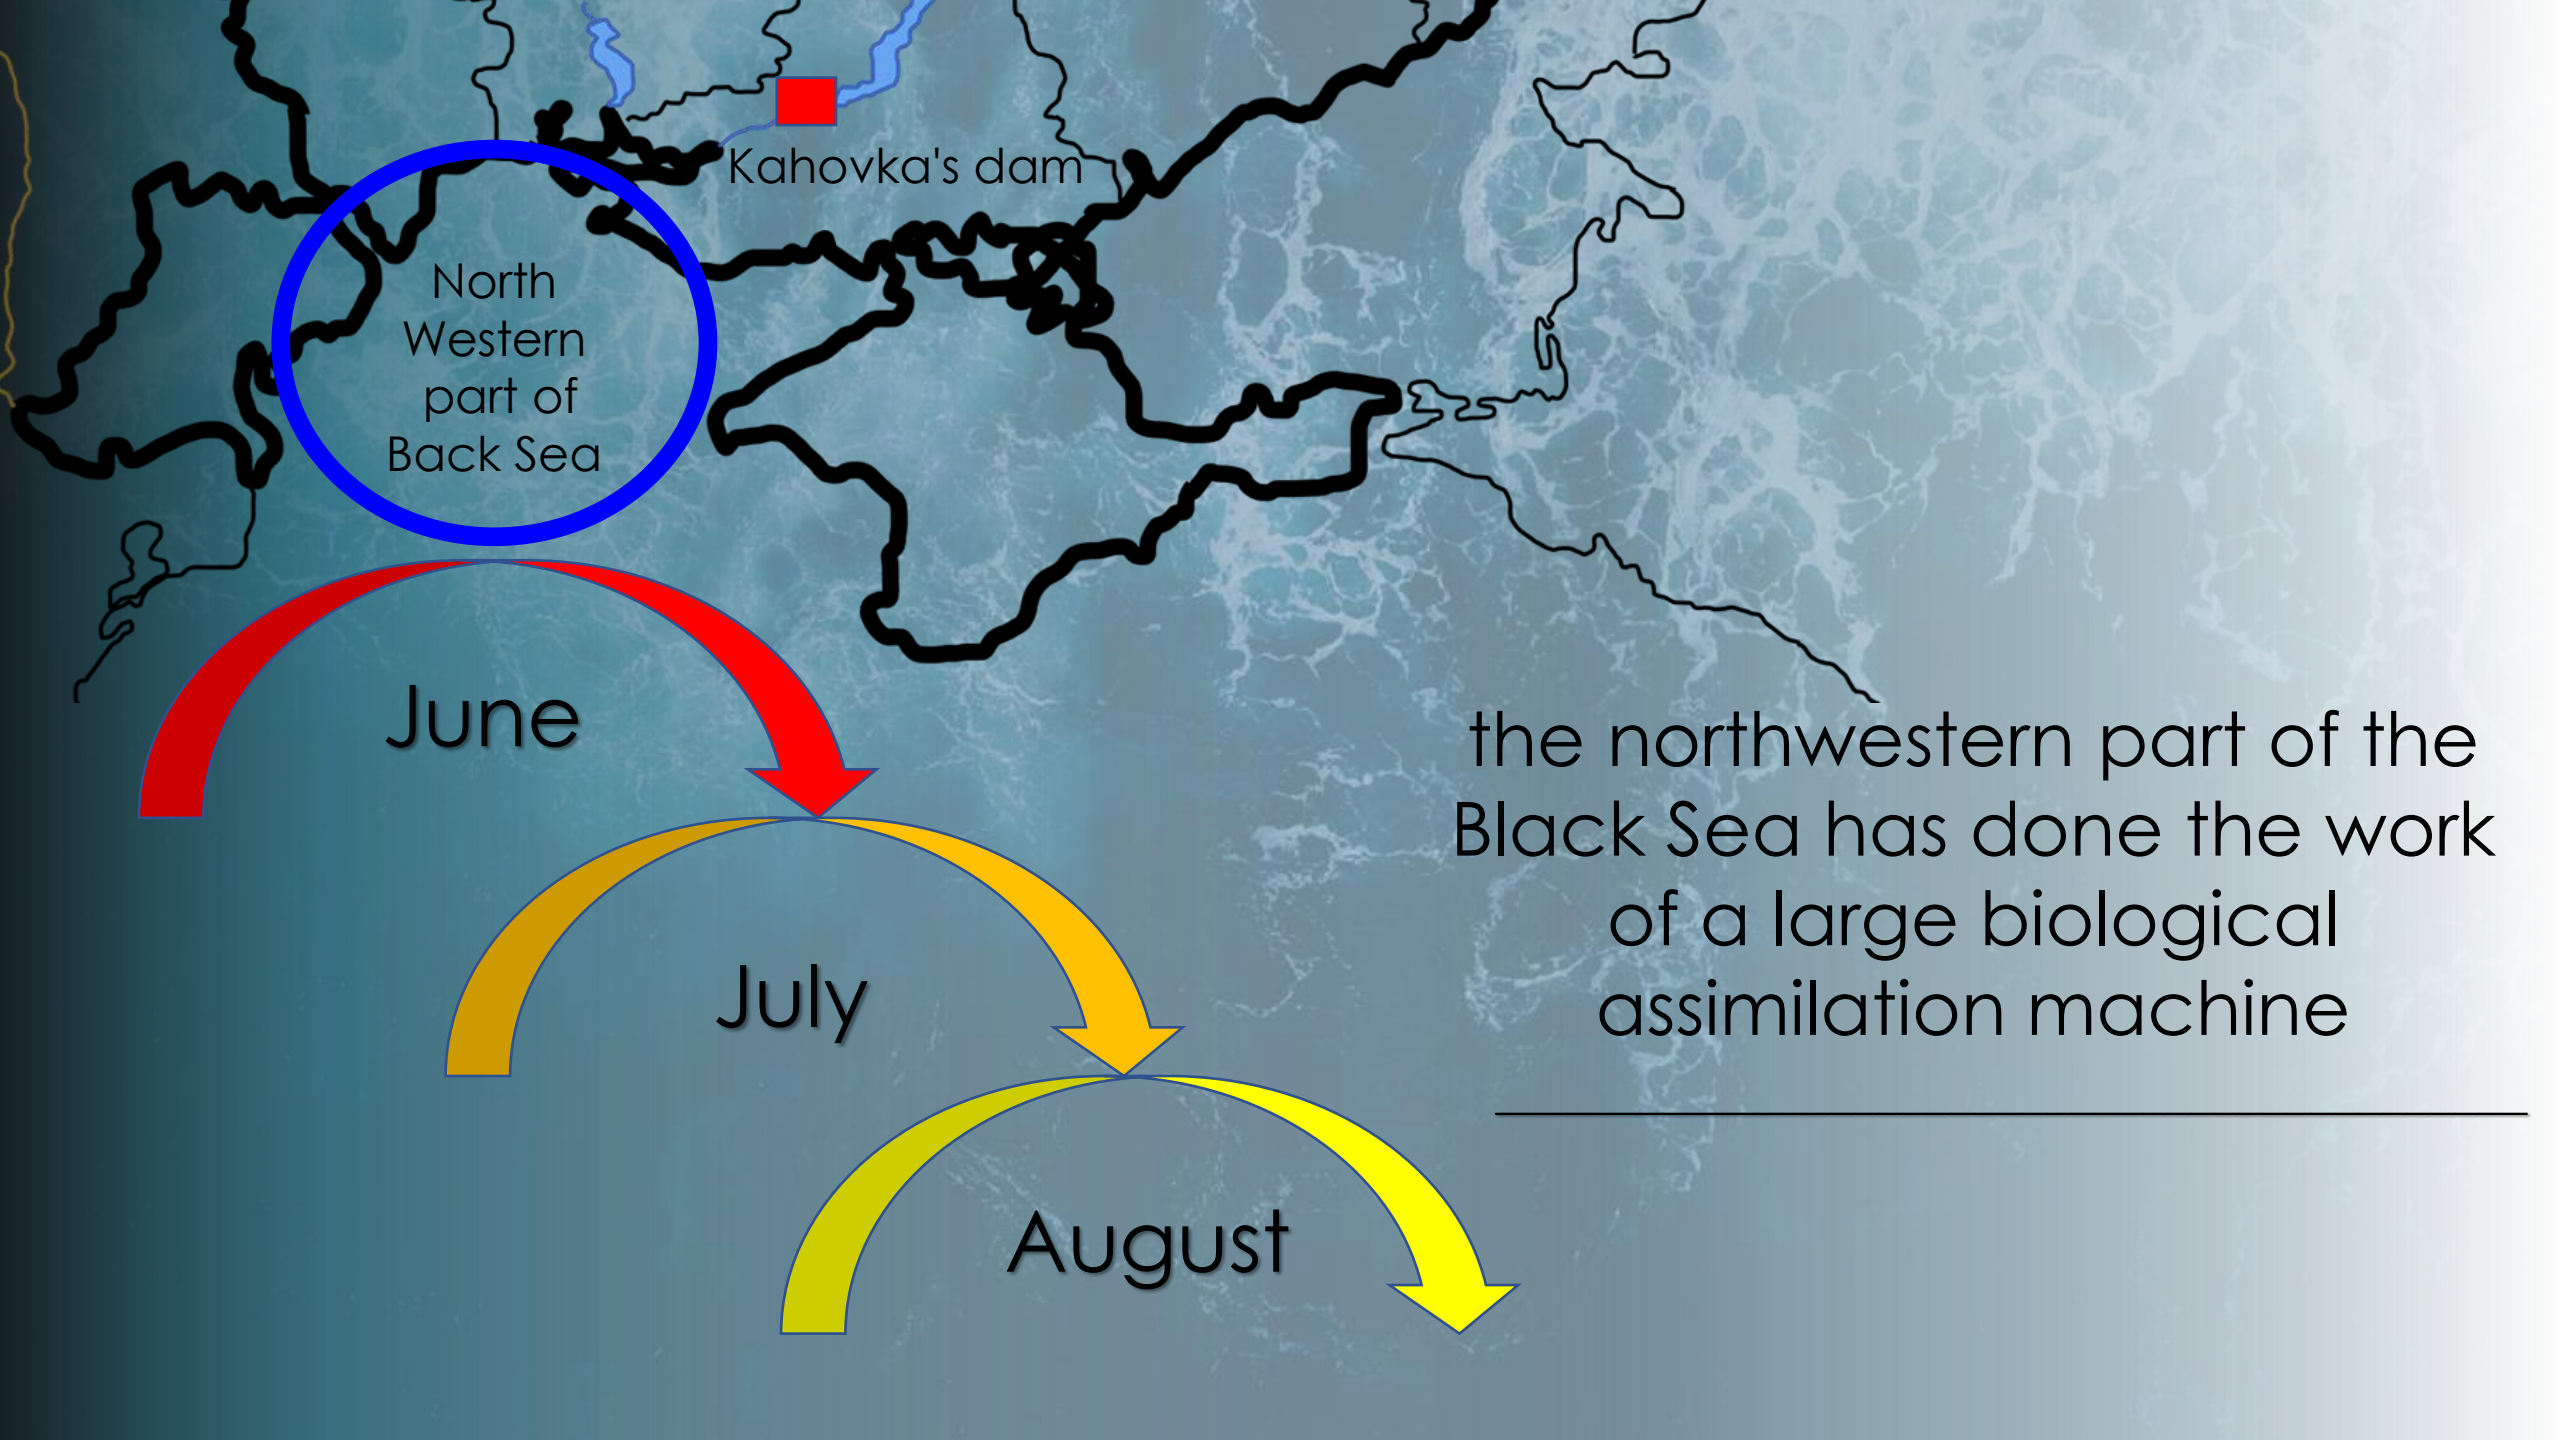 Kahovka's dam
North
Western
part of
Back Sea
June
July
August
the northwestern part of the
Black Sea has done the work
of a large biological
assimilation machine